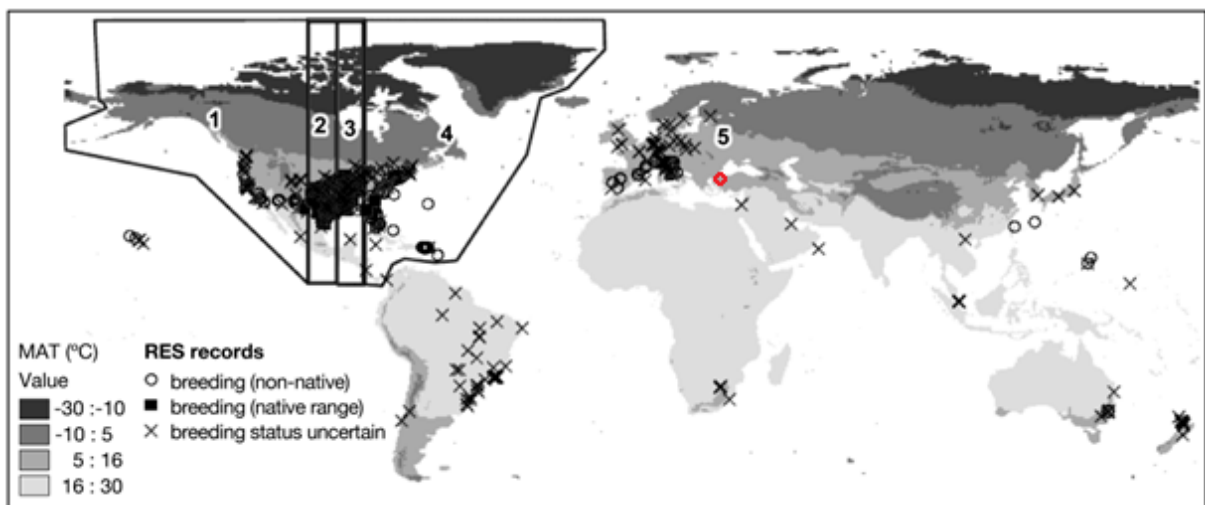 1
2
3
4
5
MAT (ºC)
Value
-30 : -10
-10 : 5
5 : 16
16 : 30
RES records
breeding (non-native)
breeding (native range)
breeding status uncertain